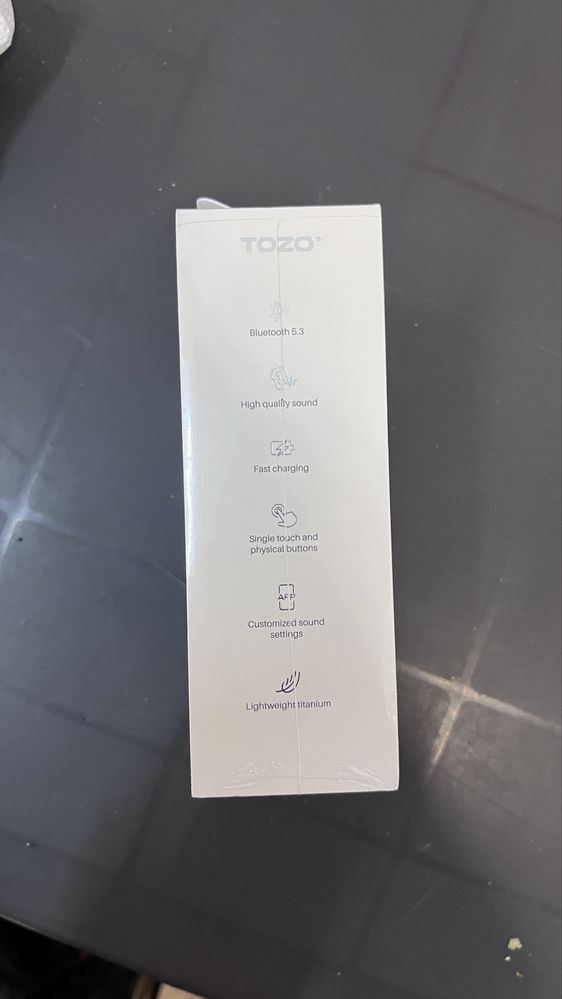 TOZO®
Bluetooth 5.3
High quality sound
Fast charging
Single touch and
physical buttons
APP
Customized sound
settings
Lightweight titanium